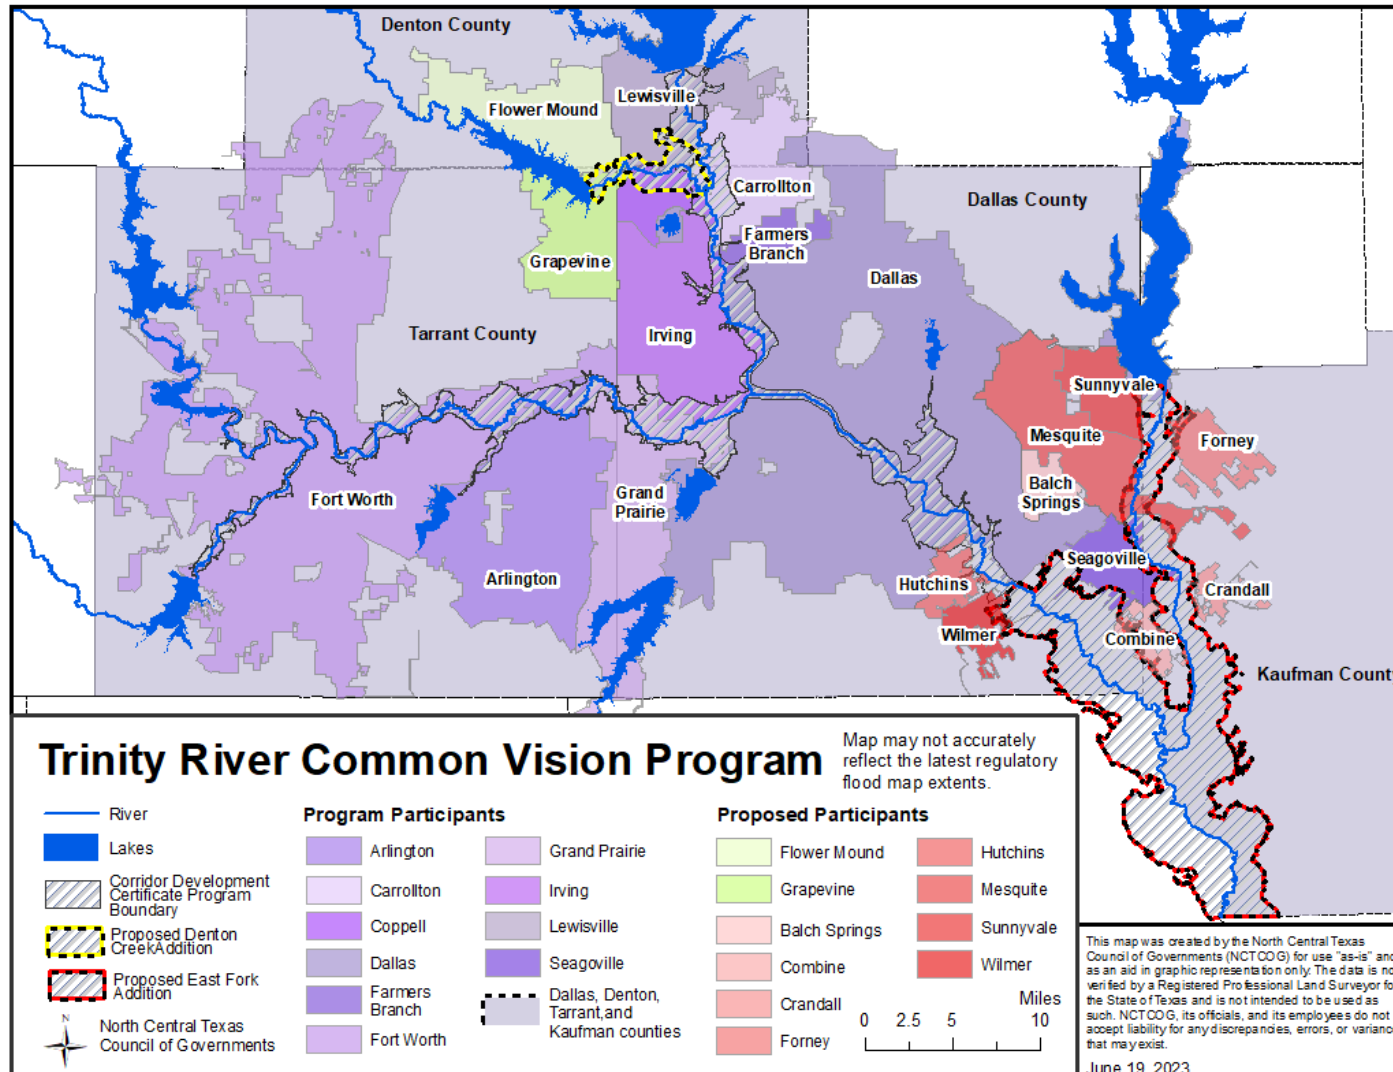 Denton County
Lewisville
Flower Mound
Carrollton
Dallas County
Farmers
Branch
Grapevine
Dallas
Tarrant County
Irving
Sunnyvale
Mesquite
Forney
Balch
Springs
Fort Worth
Grand
Prairie
Seagoville
Arlington
Hutchins
Crandall
Wilmer
Combine
Kaufman Count
Trinity River Common Vision Program
Map may not accurately
reflect the latest regulatory
flood map extents.
River
Lakes
Corridor Development
Certificate Program
Boundary
Proposed Denton
CreekAddition
Proposed East Fork
Addition
N
North Central Texas
Council of Governments
Program Participants
Arlington
Carrollton
Coppell
Dallas
Farmers
Branch
Fort Worth
Grand Prairie
Irving
Lewisville
Seagoville
Dallas, Denton,
Tarrant,and
Kaufman counties
Proposed Participants
Flower Mound
Grapevine
Balch Springs
Combine
Crandall
Forney
Hutchins
Mesquite
Sunnyvale
Wilmer
Miles
0 2.5 5 10
This map was created by the North Central Texas
Council of Governments (NCTCOG) for use "as-is" and
as an aid in graphic representation only. The data is no
verified by a Registered Professional Land Surveyor fo
the State of Texas and is not intended to be used as
such. NCTCOG, its officials, and its employees do not
accept liability for any discrepancies, errors, or varianc
that may exist.
June 19, 2023